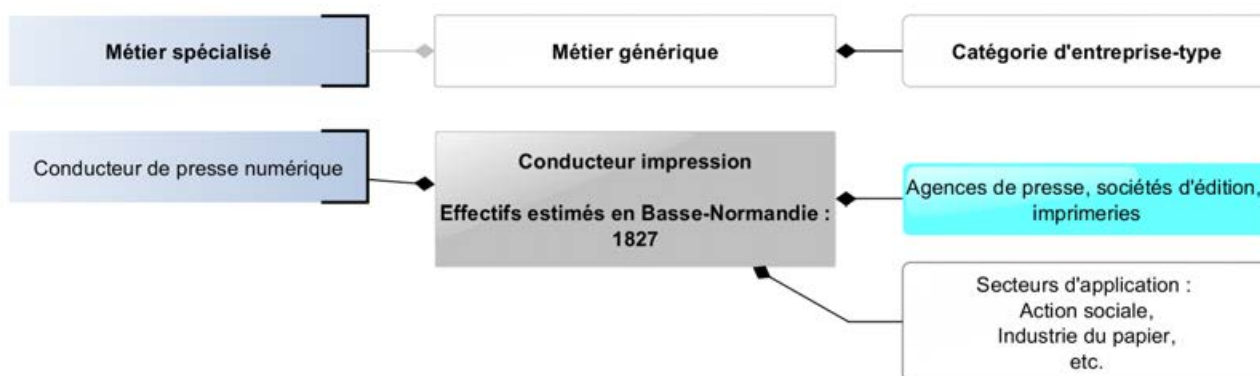 Métier spécialisé
Métier générique
Catégorie d'entreprise-type
Conducteur de presse numérique
Conducteur impression
Effectifs estimés en Basse-Normandie :
1827
Agences de presse, sociétés d'édition,
imprimeries
Secteurs d'application :
Action sociale,
Industrie du papier,
etc.